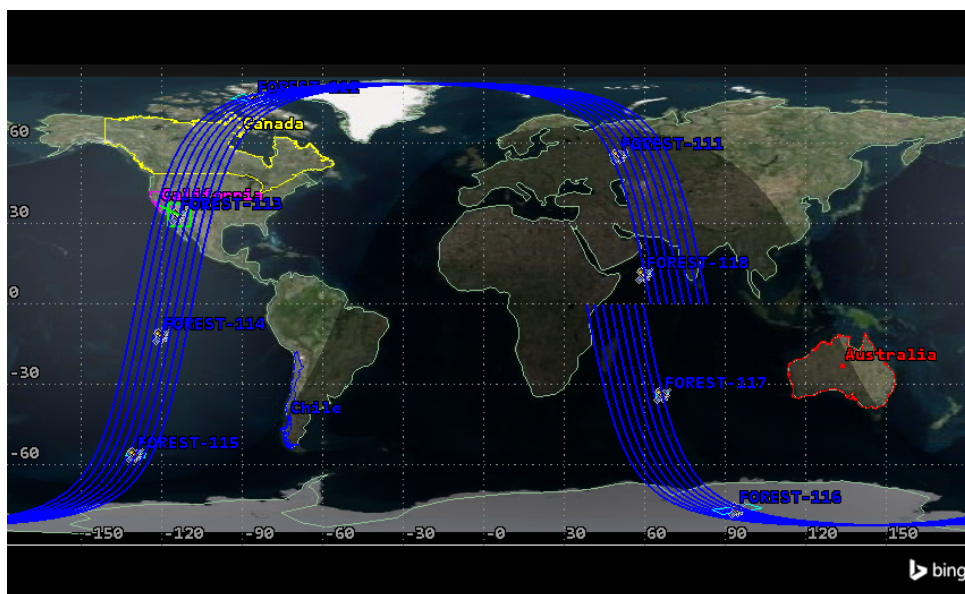 FOREST-112
Canada
60
FOREST-111
California
FOREST-113
30
FOREST-118
0
FOREST-114
Australia
-30
FOREST-117
Chile
FOREST-115
-60
FOREST-116
-150 -120 -90 -60 -30 -0 30 60 90 120 150
bing